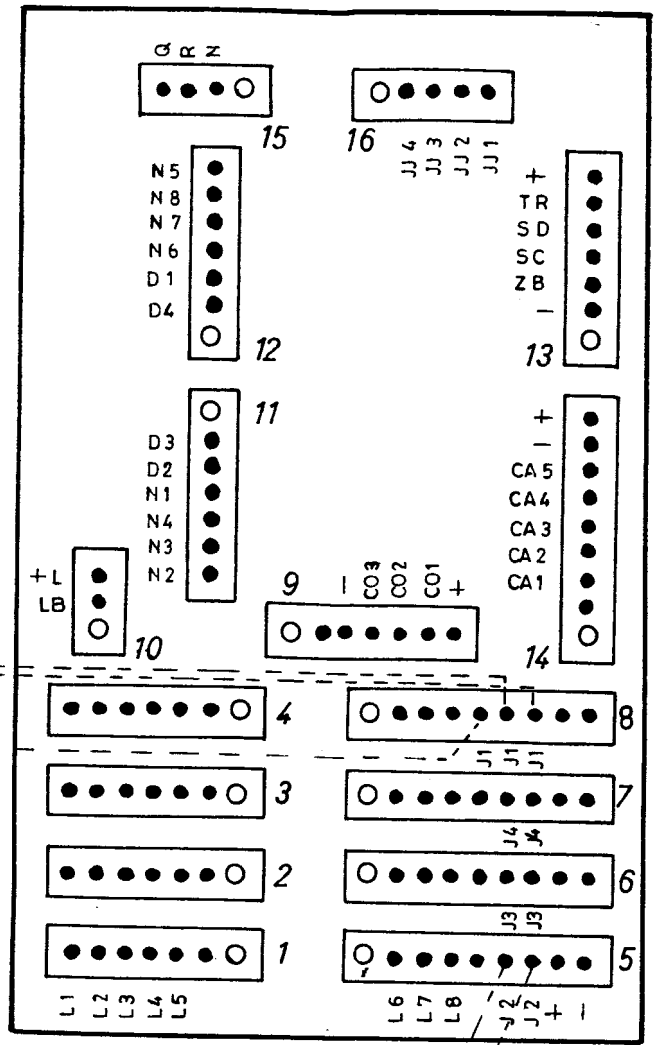 Q R N
15
16
JJ4 JJ3 JJ2 JJ1
N5
N8
N7
N6
D1
D4
12
+
TR
SD
SC
ZB
−
13
11
D3
D2
N1
N4
N3
N2
+
−
CA5
CA4
CA3
CA2
CA1
14
+L
LB
10
9
− CO3 CO2 CO1 +
4
8
J1 J1 J1
3
7
J4 J4
2
6
J3 J3
1
5
L1 L2 L3 L4 L5
L6 L7 L8 J2 J2 + −